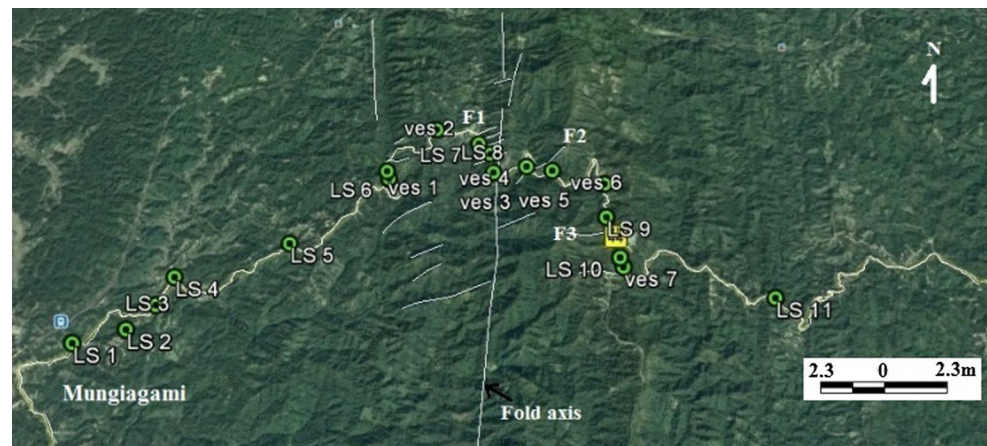 N
F1
ves 2
F2
LS 7
LS 8
ves 4
LS 6
ves 1
ves 3
ves 5
ves 6
LS 9
F3
LS 5
LS 10
ves 7
LS 4
LS 3
LS 11
LS 2
LS 1
2.3 0 2.3m
Mungiagami
Fold axis